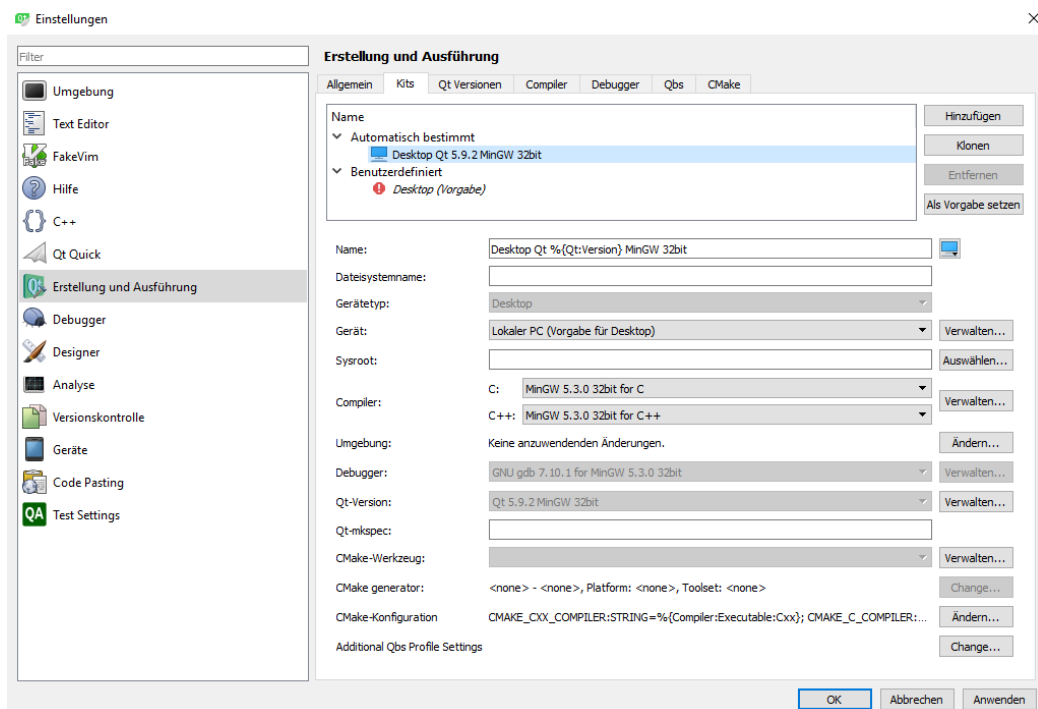 Einstellungen
Filter
Umgebung
Text Editor
FakeVim
Hilfe
C++
Qt Quick
Erstellung und Ausführung
Debugger
Designer
Analyse
Versionskontrolle
Geräte
Code Pasting
QA Test Settings
Erstellung und Ausführung
Allgemein Kits Qt Versionen Compiler Debugger Qbs CMake
Name
Automatisch bestimmt
Desktop Qt 5.9.2 MinGW 32bit
Benutzerdefiniert
Desktop (Vorgabe)
Hinzufügen
Klonen
Entfernen
Als Vorgabe setzen
Name: Desktop Qt %{Qt:Version} MinGW 32bit
Dateisystemname:
Gerätetyp: Desktop
Gerät: Lokaler PC (Vorgabe für Desktop) Verwalten...
Sysroot: Auswählen...
Compiler: C: MinGW 5.3.0 32bit for C Verwalten...
C++: MinGW 5.3.0 32bit for C++
Umgebung: Keine anzuwendenden Änderungen. Ändern...
Debugger: GNU gdb 7.10.1 for MinGW 5.3.0 32bit Verwalten...
Qt-Version: Qt 5.9.2 MinGW 32bit Verwalten...
Qt-mkspec:
CMake-Werkzeug: Verwalten...
CMake generator: <none> - <none>, Platform: <none>, Toolset: <none> Change...
CMake-Konfiguration CMAKE_CXX_COMPILER:STRING=%{Compiler:Executable:Cxx}; CMAKE_C_COMPILER:... Ändern...
Additional Qbs Profile Settings Change...
OK Abbrechen Anwenden